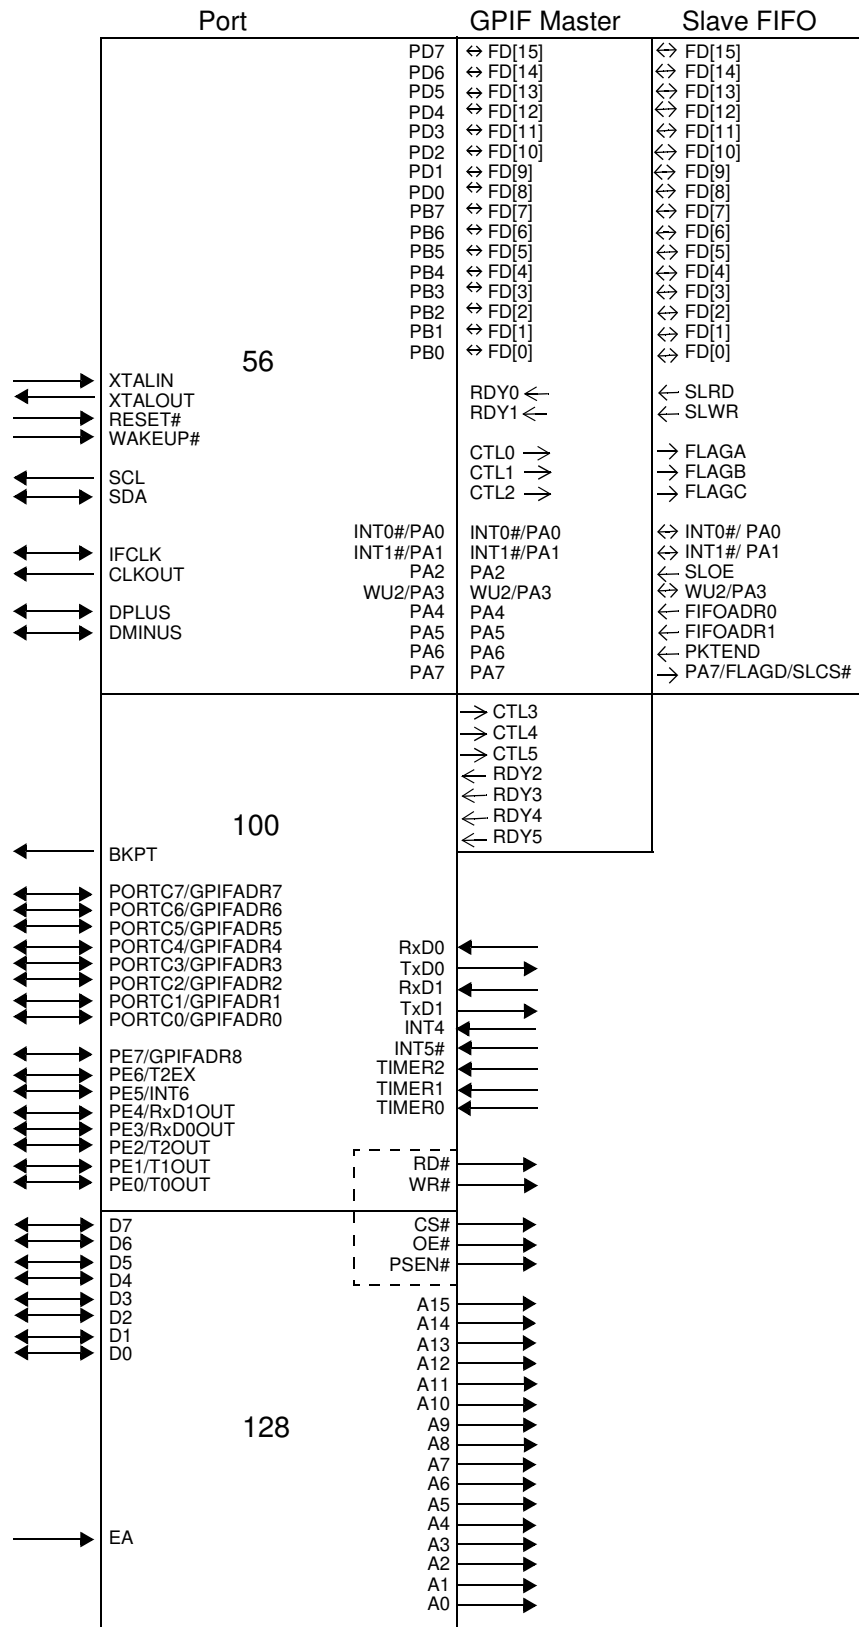 Port GPIF Master Slave FIFO
PD7 FD[15] FD[15]
PD6 FD[14] FD[14]
PD5 FD[13] FD[13]
PD4 FD[12] FD[12]
PD3 FD[11] FD[11]
PD2 FD[10] FD[10]
PD1 FD[9] FD[9]
PD0 FD[8] FD[8]
PB7 FD[7] FD[7]
PB6 FD[6] FD[6]
PB5 FD[5] FD[5]
PB4 FD[4] FD[4]
PB3 FD[3] FD[3]
PB2 FD[2] FD[2]
PB1 FD[1] FD[1]
PB0 FD[0] FD[0]
56
XTALIN
XTALOUT RDY0 SLRD
RESET# RDY1 SLWR
WAKEUP#
CTL0 FLAGA
SCL CTL1 FLAGB
SDA CTL2 FLAGC
INT0#/PA0 INT0#/PA0 INT0#/ PA0
IFCLK INT1#/PA1 INT1#/PA1 INT1#/ PA1
CLKOUT PA2 PA2 SLOE
WU2/PA3 WU2/PA3 WU2/PA3
DPLUS PA4 PA4 FIFOADR0
DMINUS PA5 PA5 FIFOADR1
PA6 PA6 PKTEND
PA7 PA7 PA7/FLAGD/SLCS#
CTL3
CTL4
CTL5
RDY2
RDY3
RDY4
RDY5
100
BKPT
PORTC7/GPIFADR7
PORTC6/GPIFADR6
PORTC5/GPIFADR5
PORTC4/GPIFADR4 RxD0
PORTC3/GPIFADR3 TxD0
PORTC2/GPIFADR2 RxD1
PORTC1/GPIFADR1 TxD1
PORTC0/GPIFADR0 INT4
PE7/GPIFADR8 INT5#
PE6/T2EX TIMER2
PE5/INT6 TIMER1
PE4/RxD1OUT TIMER0
PE3/RxD0OUT
PE2/T2OUT
PE1/T1OUT RD#
PE0/T0OUT WR#
D7 CS#
D6 OE#
D5 PSEN#
D4
D3 A15
D2 A14
D1 A13
D0 A12
A11
A10
128 A9
A8
A7
A6
A5
A4
EA A3
A2
A1
A0